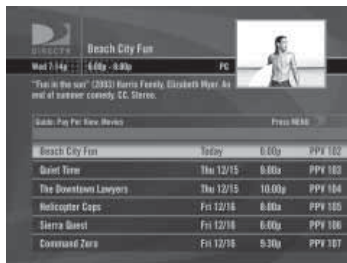 DIRECTV
Beach City Fun
Wed 7:14p 6:00p - 8:00p PC
"Fun in the sun" (2003) Harris Feenly, Elizabeth Myer. An
end of summer comedy. CC. Stereo.
Guide: Pay Per View, Movies Press MENU
Beach City Fun Today 6:00p PPV 102
Quiet Time Thu 12/15 6:00a PPV 103
The Downtown Lawyers Thu 12/15 10:00p PPV 104
Helicopter Cops Fri 12/16 6:00a PPV 105
Sierra Quest Fri 12/16 6:00p PPV 106
Command Zero Fri 12/16 9:30p PPV 107